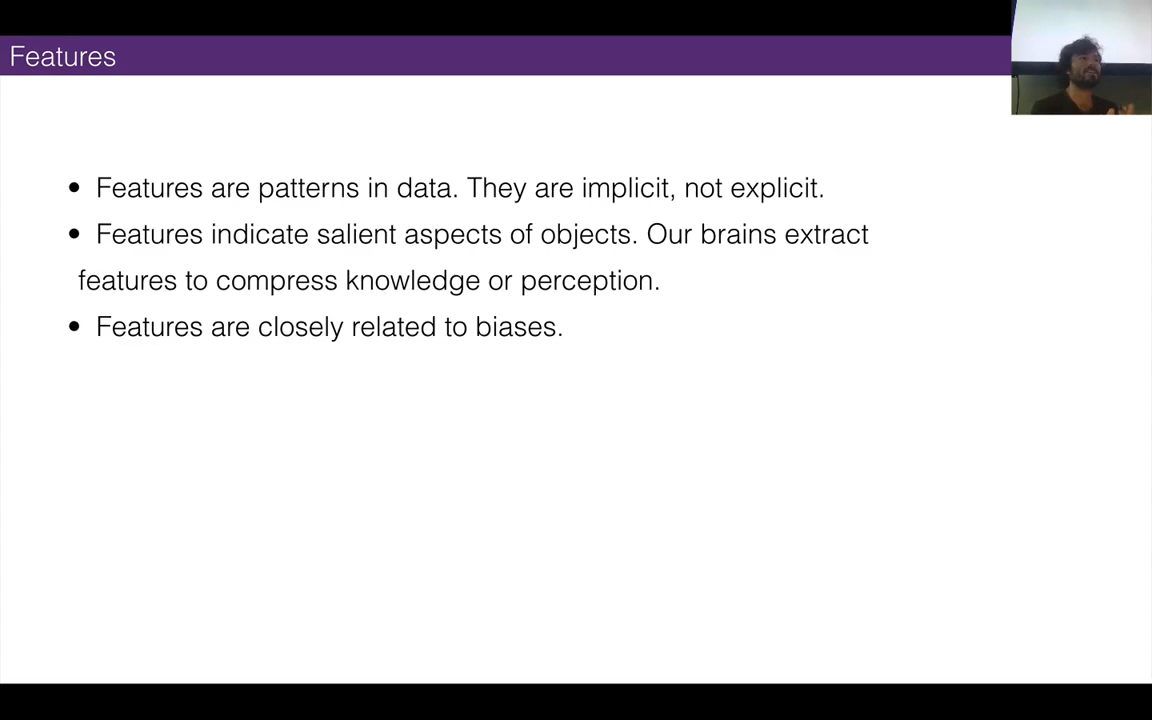 Features
• Features are patterns in data. They are implicit, not explicit.
• Features indicate salient aspects of objects. Our brains extract
features to compress knowledge or perception.
• Features are closely related to biases.